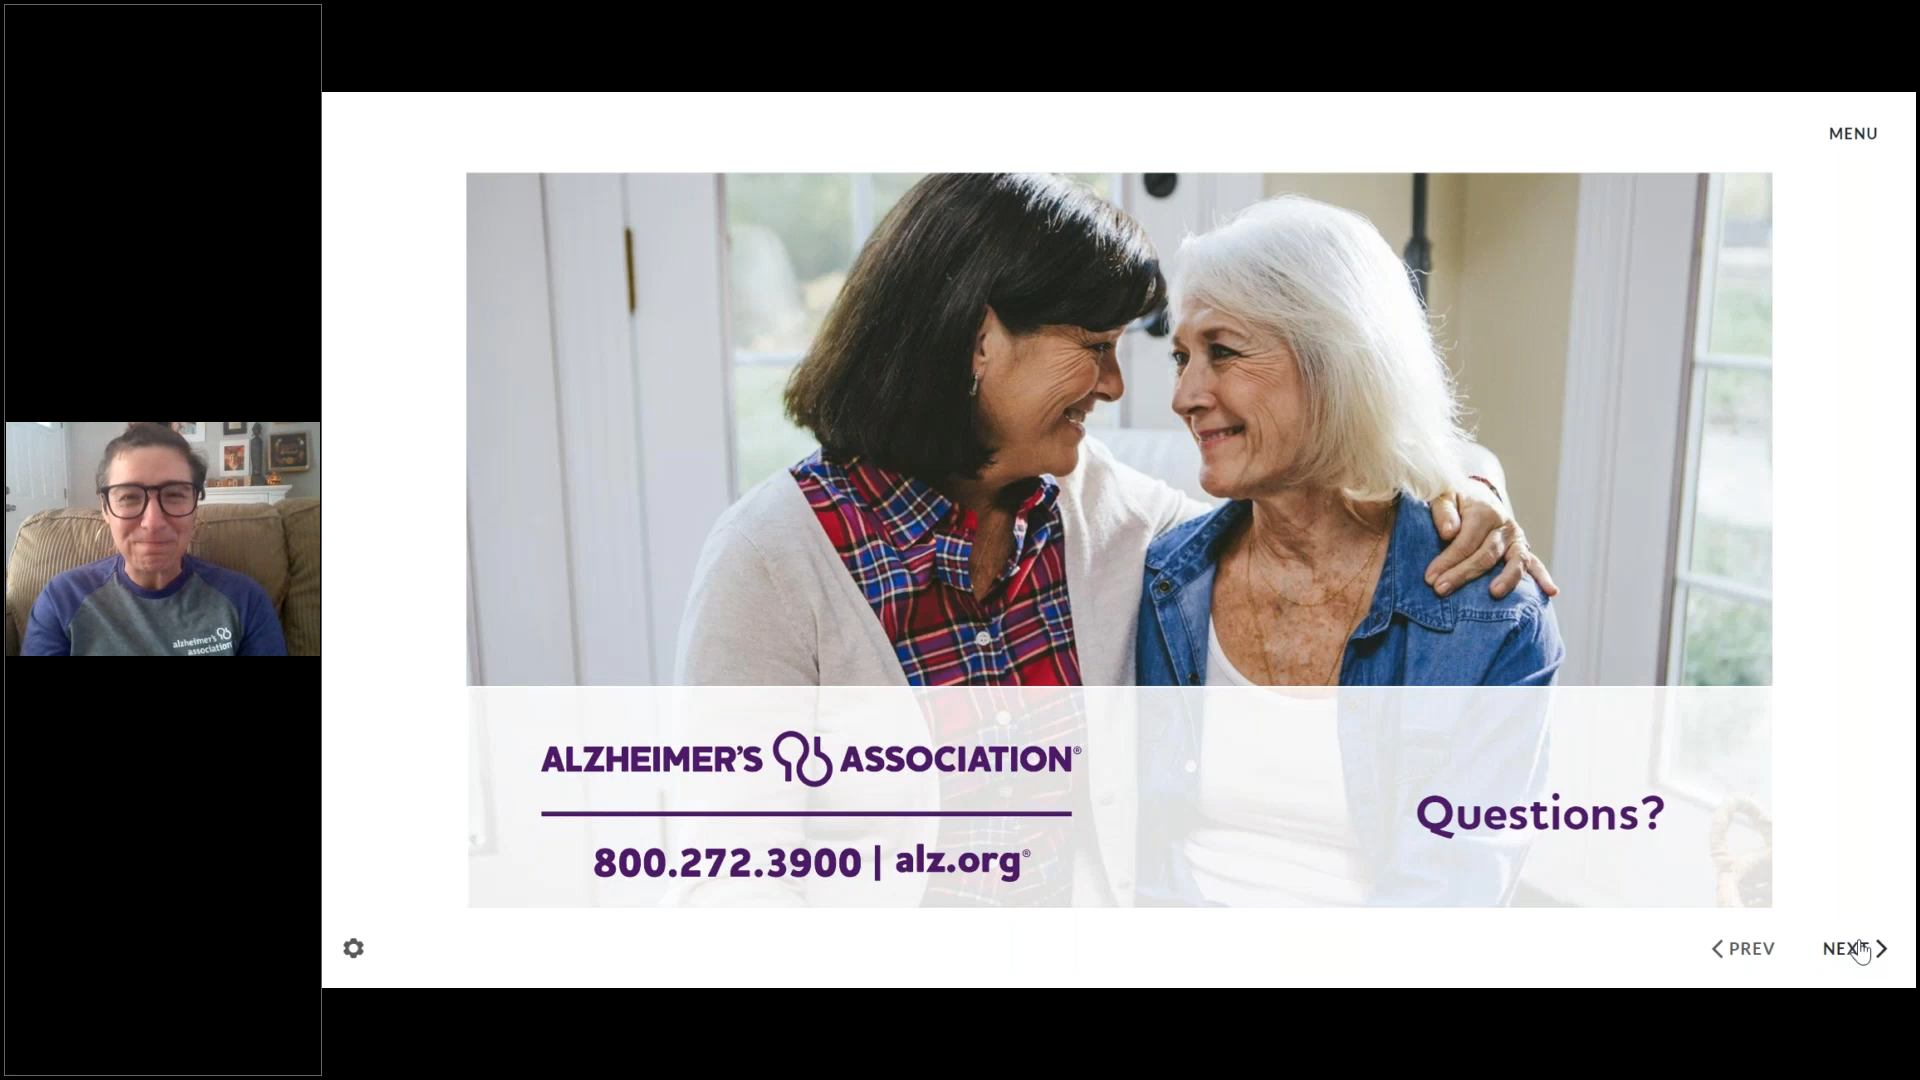 MENU
alzheimer's
association
ALZHEIMER'S ASSOCIATION®
800.272.3900 | alz.org®
Questions?
PREV
NEXT